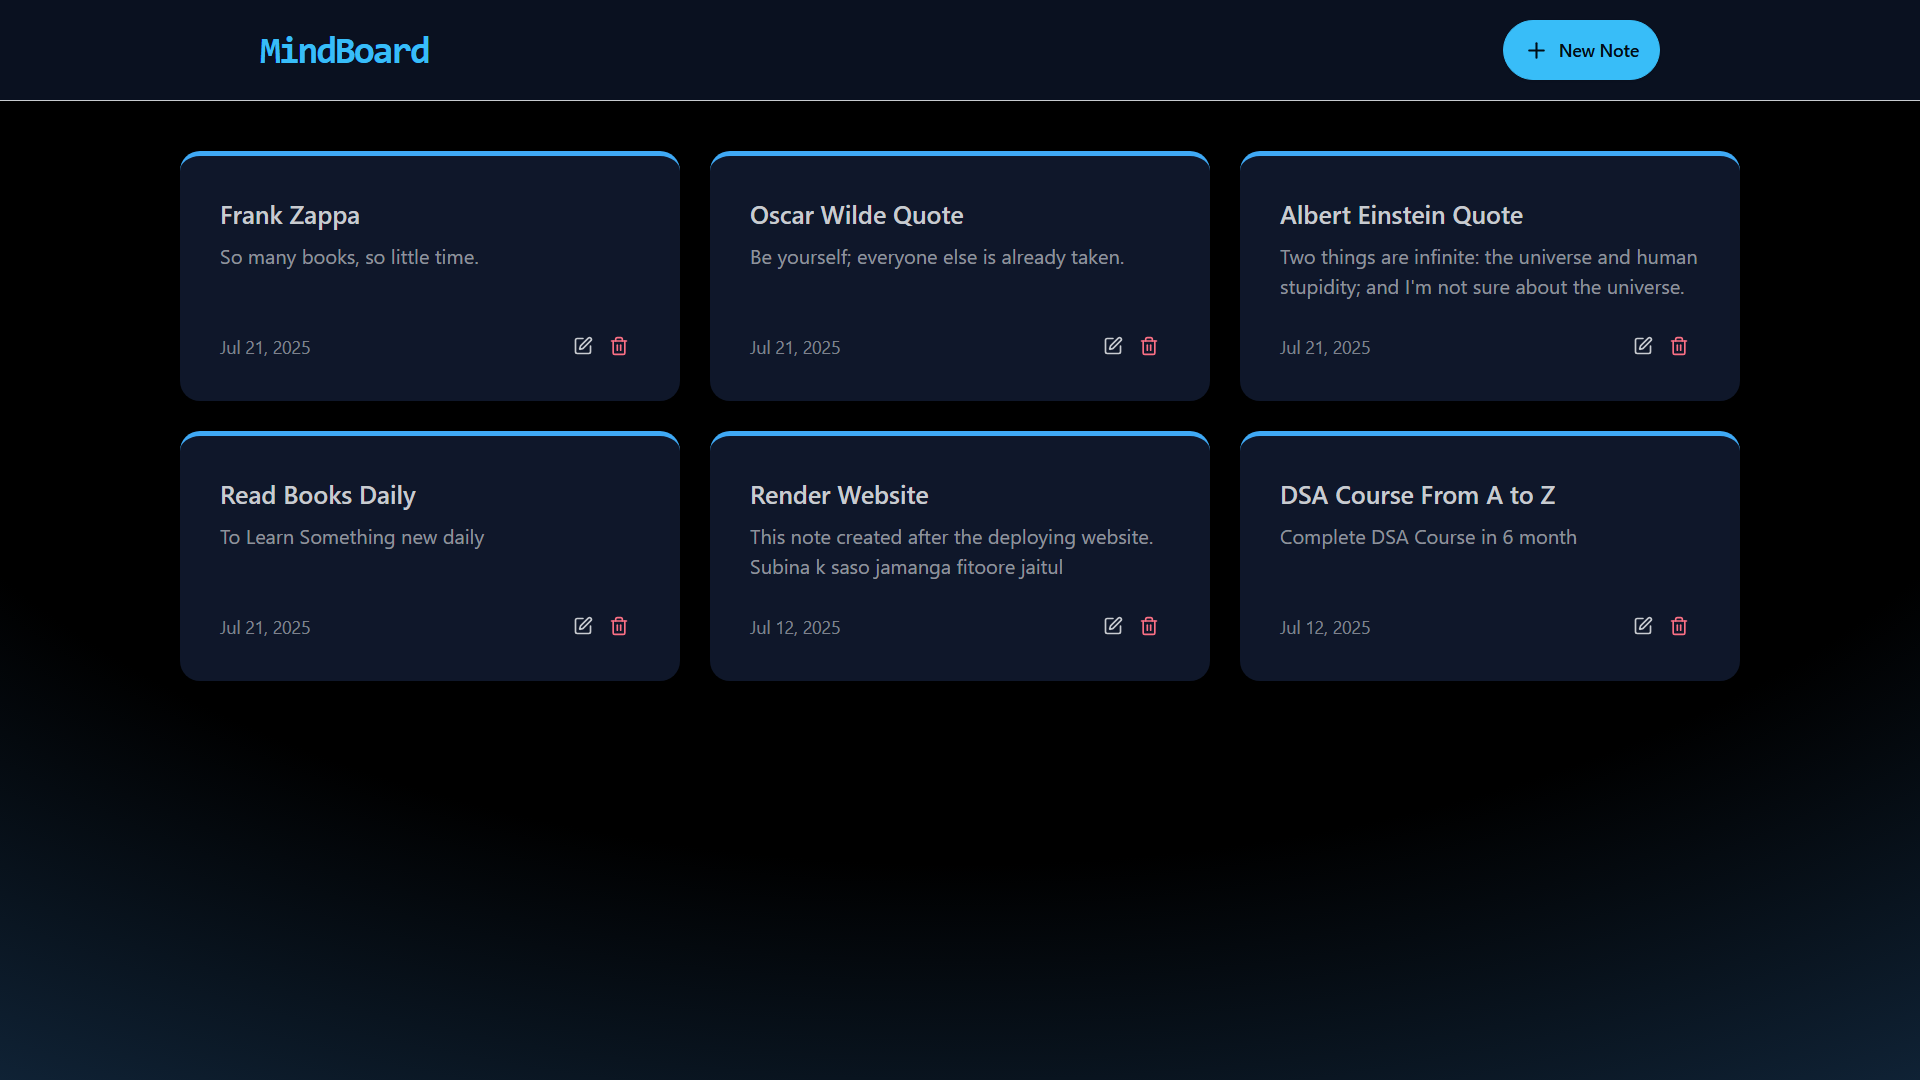 MindBoard
New Note
Frank Zappa
So many books, so little time.
Jul 21, 2025
Oscar Wilde Quote
Be yourself; everyone else is already taken.
Jul 21, 2025
Albert Einstein Quote
Two things are infinite: the universe and human
stupidity; and I'm not sure about the universe.
Jul 21, 2025
Read Books Daily
To Learn Something new daily
Jul 21, 2025
Render Website
This note created after the deploying website.
Subina k saso jamanga fitoore jaitul
Jul 12, 2025
DSA Course From A to Z
Complete DSA Course in 6 month
Jul 12, 2025